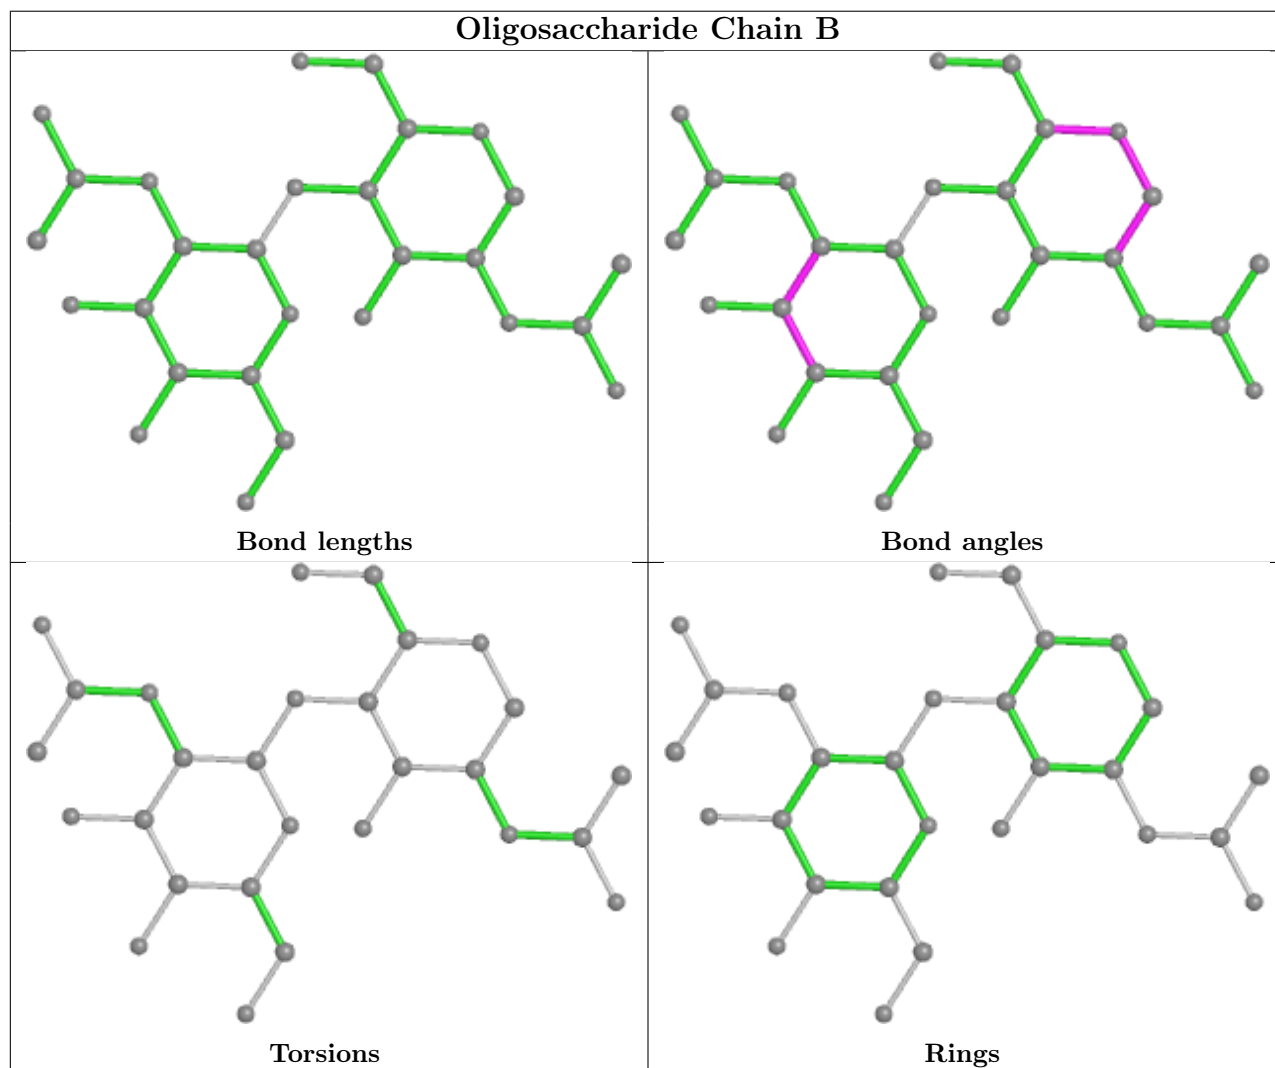 Oligosaccharide Chain B
Bond lengths
Bond angles
Torsions
Rings